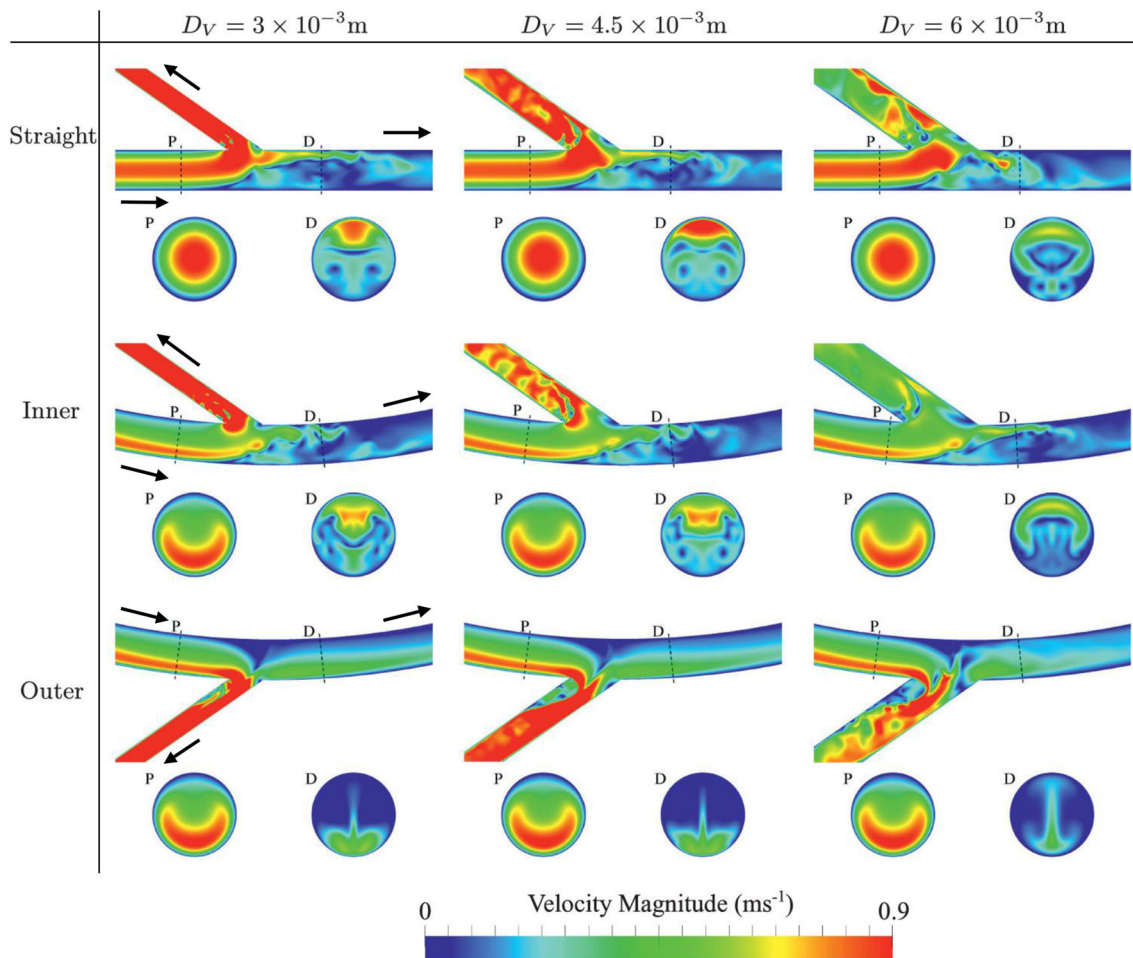 D_V = 3 × 10⁻³ m D_V = 4.5 × 10⁻³ m D_V = 6 × 10⁻³ m
Straight
P D P D P D
P D P D P D
Inner
P D P D P D
P D P D P D
Outer
P D P D P D
P D P D P D
Velocity Magnitude (ms⁻¹)
0 0.9